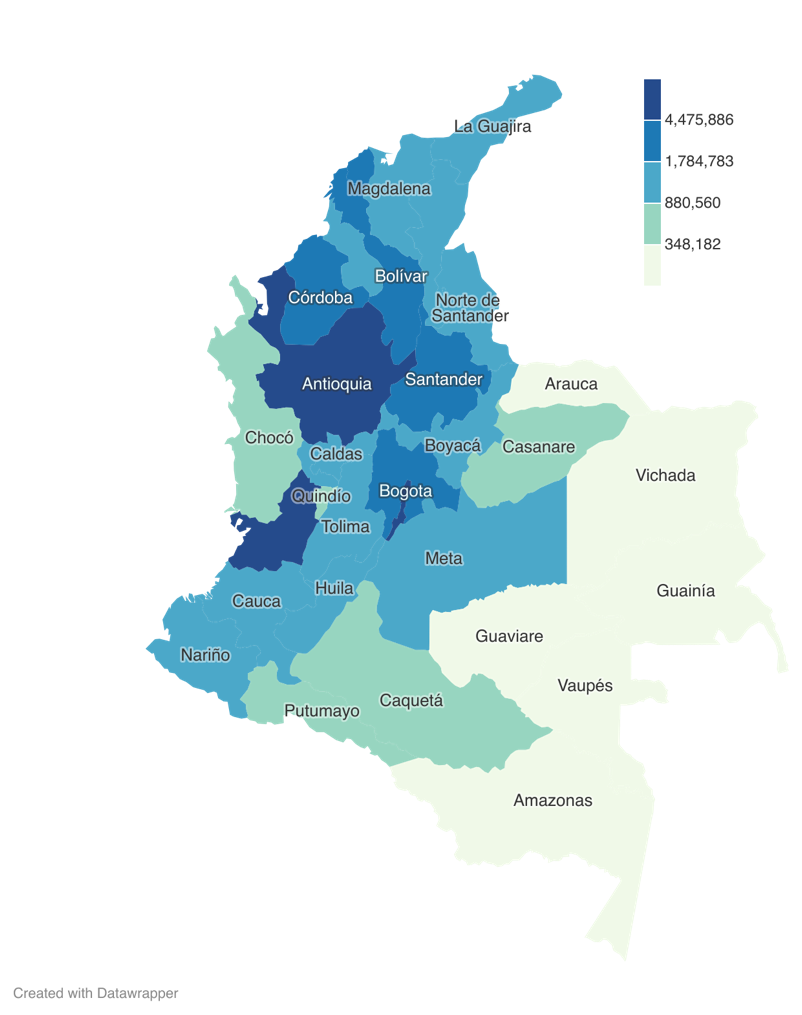 La Guajira
4,475,886
1,784,783
Magdalena
880,560
348,182
Bolívar
Córdoba
Norte de
Santander
Antioquia
Santander
Arauca
Chocó
Boyacá
Casanare
Caldas
Vichada
Quindío
Bogota
Tolima
Meta
Huila
Guainía
Cauca
Guaviare
Nariño
Vaupés
Caquetá
Putumayo
Amazonas
Created with Datawrapper